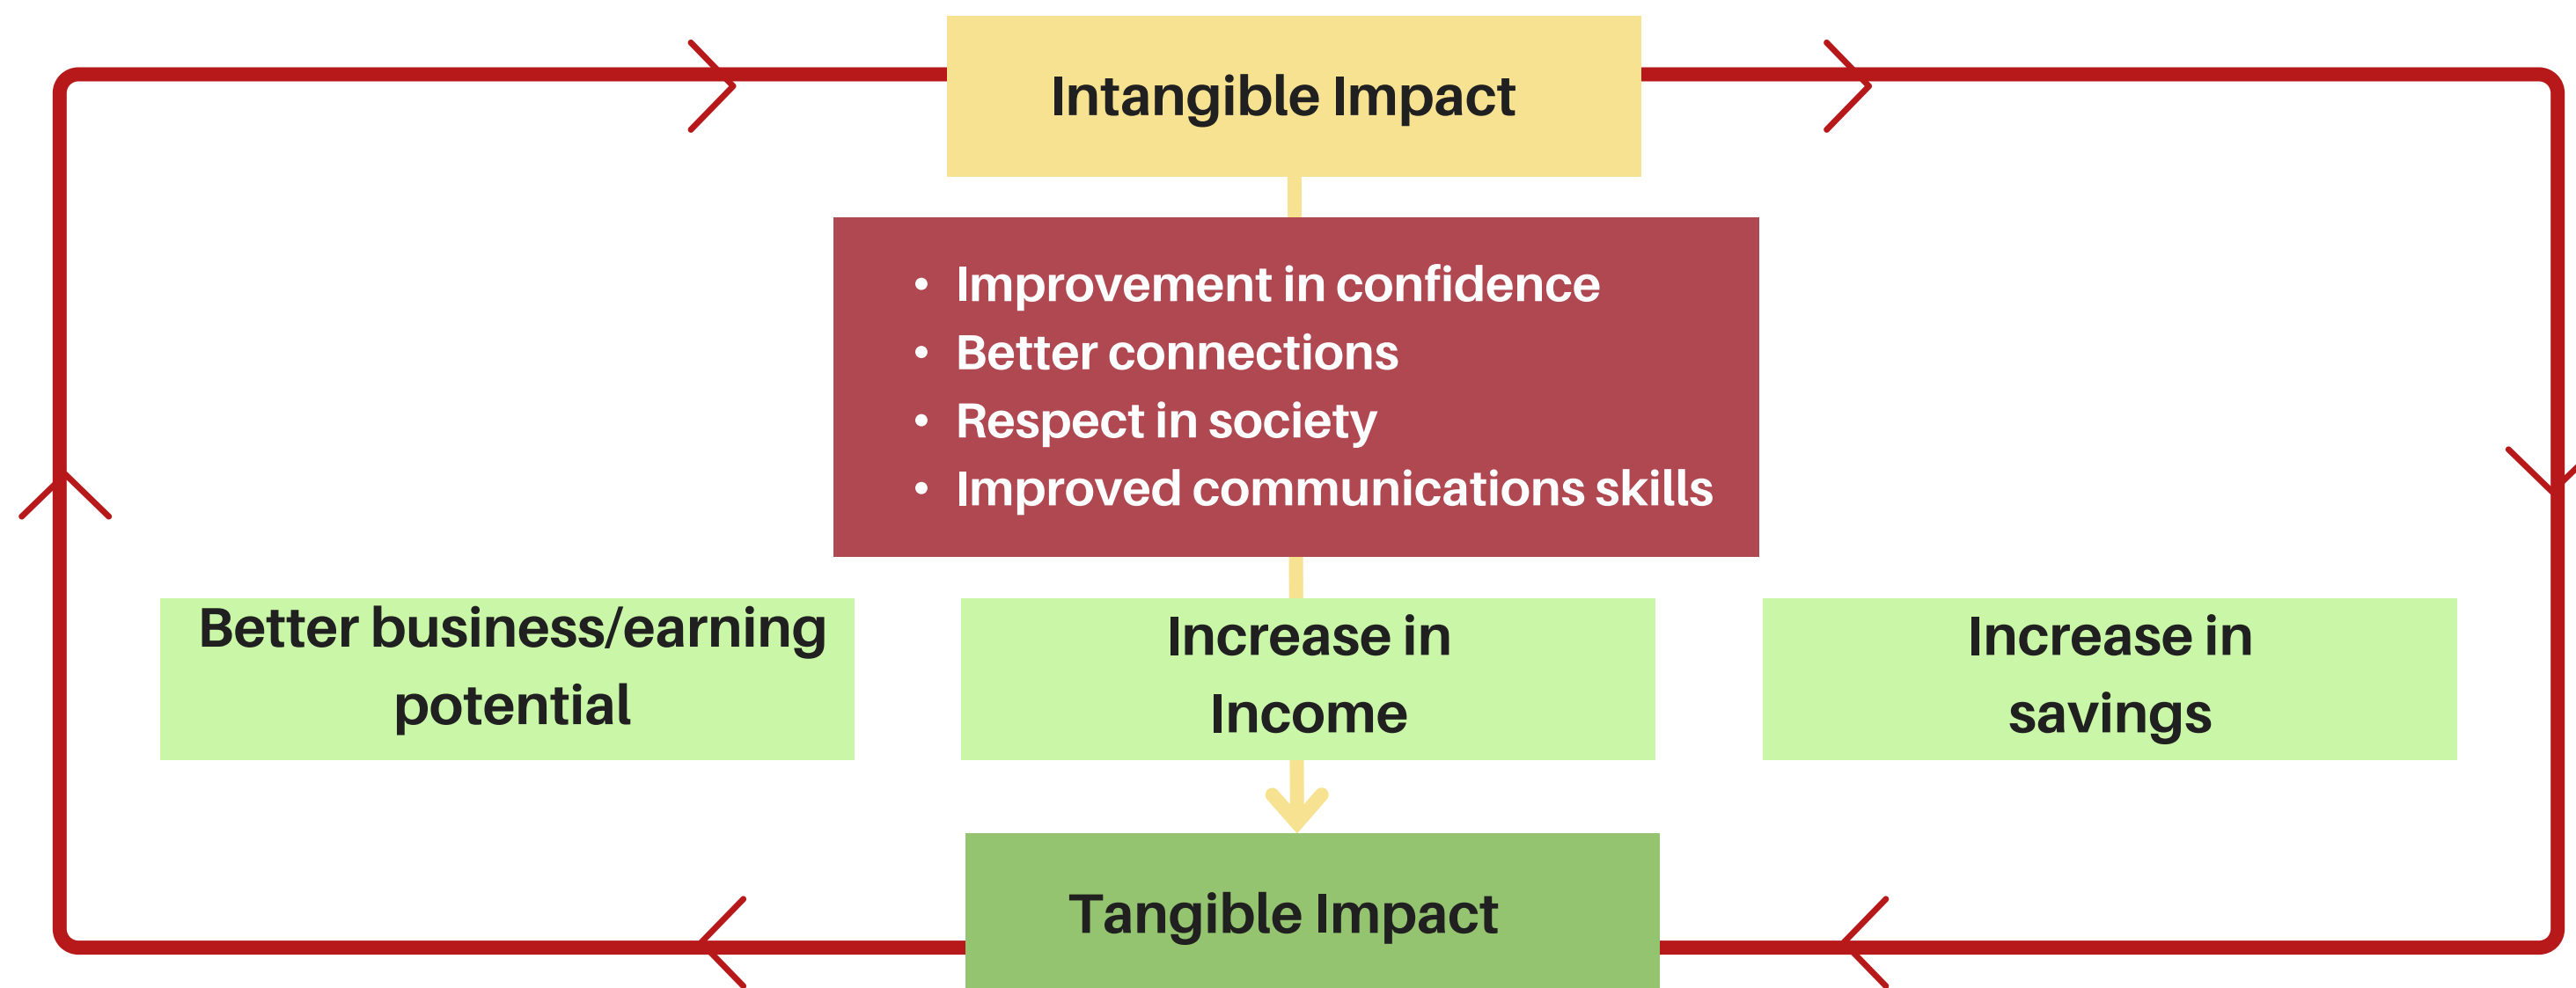 Intangible Impact
• Improvement in confidence
• Better connections
• Respect in society
• Improved communications skills
Better business/earning
potential
Increase in
Income
Increase in
savings
Tangible Impact